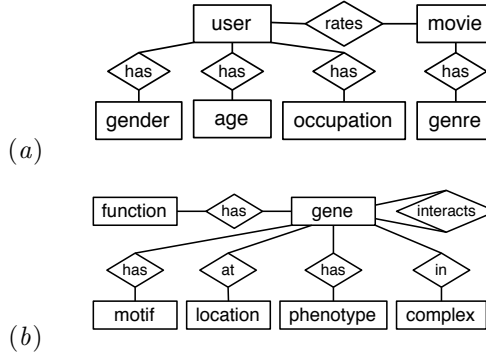 user rates movie
has has has has
gender age occupation genre
(a)
function has gene interacts
has at has in
motif location phenotype complex
(b)